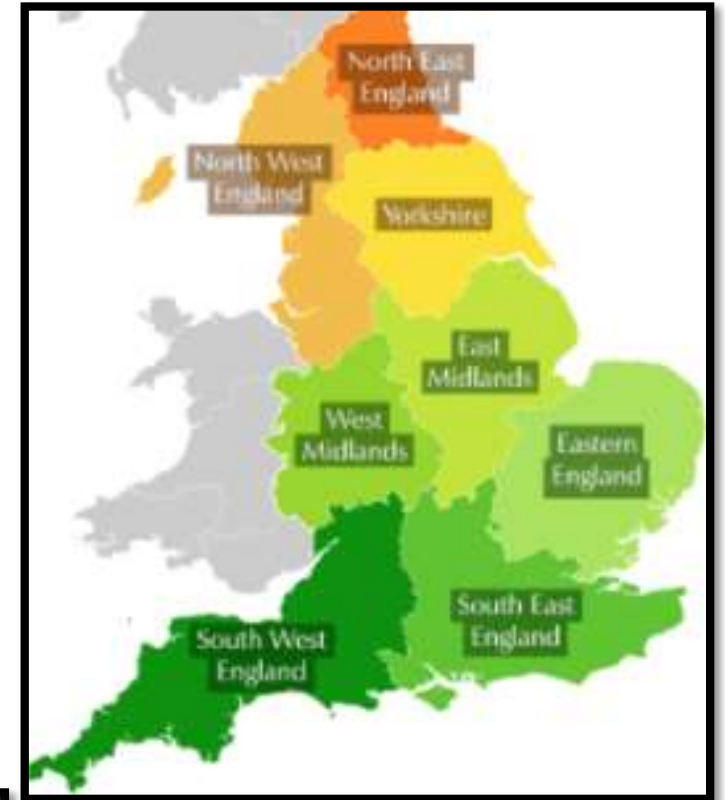 North East
England
North West
England
Yorkshire
East
Midlands
West
Midlands
Eastern
England
South East
England
South West
England